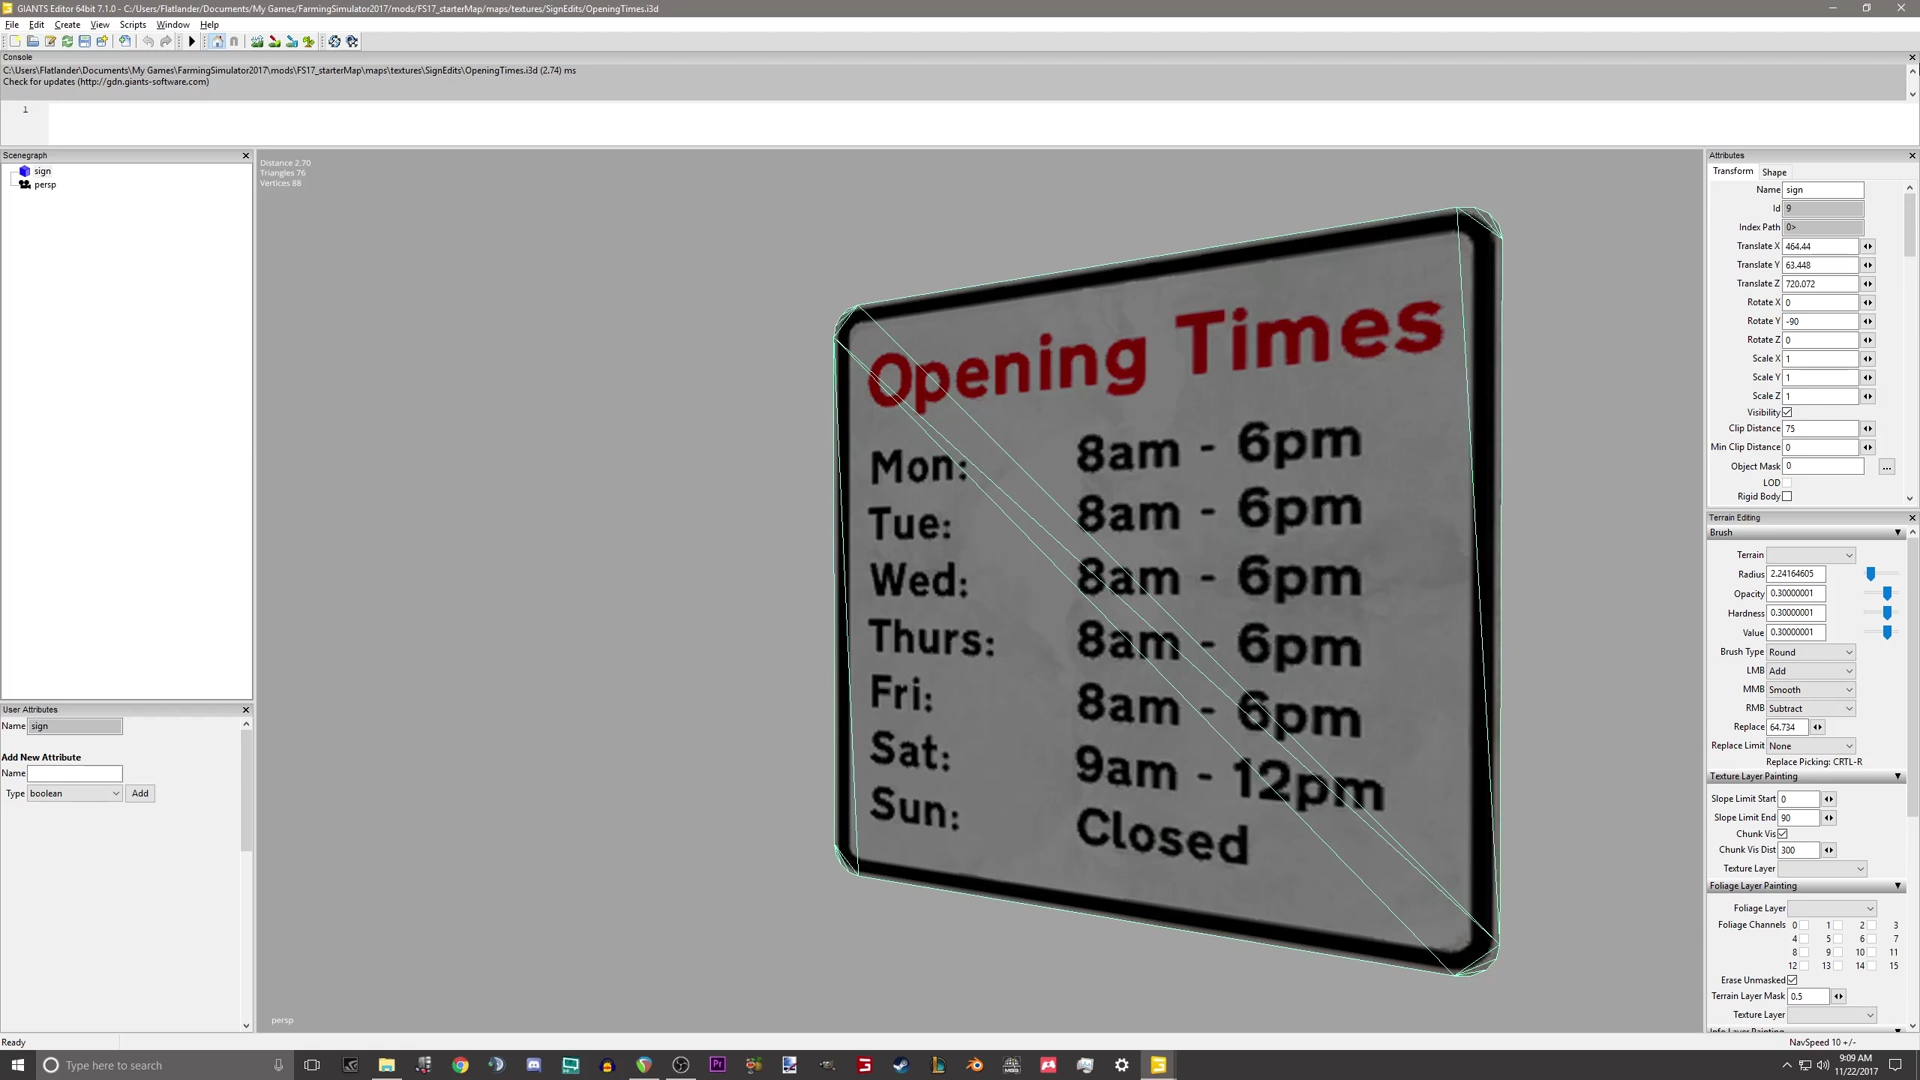 GIANTS Editor 64bit 7.1.0 - C:/Users/Flatlander/Documents/My Games/FarmingSimulator2017/mods/FS17_starterMap/maps/textures/SignEdits/OpeningTimes.i3d
File Edit Create View Scripts Window Help
Console
C:\Users\Flatlander\Documents\My Games\FarmingSimulator2017\mods\FS17_starterMap\maps\textures\SignEdits\OpeningTimes.i3d (2.74) ms
Check for updates (http://gdn.giants-software.com)
1
Scenegraph
sign
persp
Distance 2.70
Triangles 76
Vertices 88
Opening Times
Mon: 8am - 6pm
Tue: 8am - 6pm
Wed: 8am - 6pm
Thurs: 8am - 6pm
Fri: 8am - 6pm
Sat: 9am - 12pm
Sun: Closed
persp
User Attributes
Name sign
Add New Attribute
Name
Type boolean Add
Attributes
Transform Shape
Name sign
Id 9
Index Path 0>
Translate X 464.44
Translate Y 63.448
Translate Z 720.072
Rotate X 0
Rotate Y -90
Rotate Z 0
Scale X 1
Scale Y 1
Scale Z 1
Visibility
Clip Distance 75
Min Clip Distance 0
Object Mask 0 ...
LOD
Rigid Body
Terrain Editing
Brush
Terrain
Radius 2.24164605
Opacity 0.30000001
Hardness 0.30000001
Value 0.30000001
Brush Type Round
LMB Add
MMB Smooth
RMB Subtract
Replace 64.734
Replace Limit None
Replace Picking: CRTL-R
Texture Layer Painting
Slope Limit Start 0
Slope Limit End 90
Chunk Vis
Chunk Vis Dist 300
Texture Layer
Foliage Layer Painting
Foliage Layer
Foliage Channels 0 1 2 3
4 5 6 7
8 9 10 11
12 13 14 15
Erase Unmasked
Terrain Layer Mask 0.5
Texture Layer
Info Layer Painting
Ready
NavSpeed 10 +/-
Type here to search
9:09 AM
11/22/2017